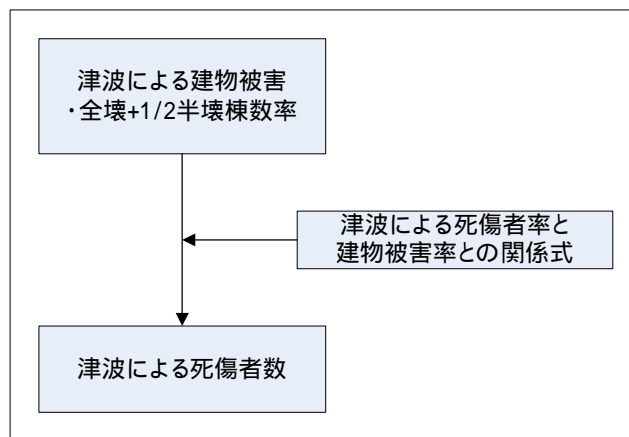 津波による建物被害
・全壊+1/2半壊棟数率
津波による死傷者率と
建物被害率との関係式
津波による死傷者数